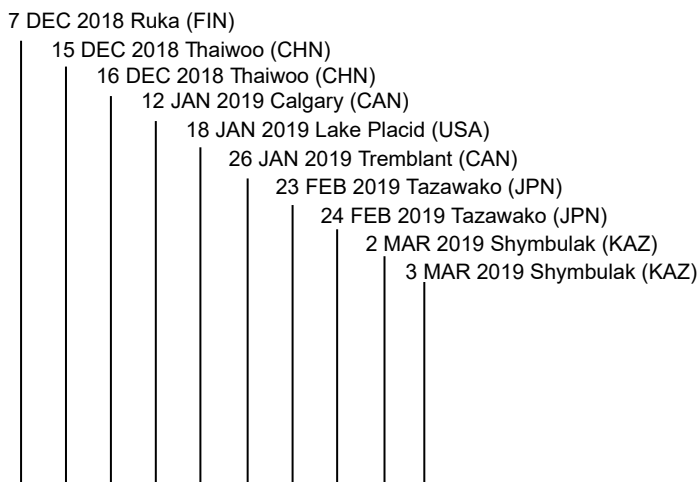 7 DEC 2018 Ruka (FIN)
15 DEC 2018 Thaiwoo (CHN)
16 DEC 2018 Thaiwoo (CHN)
12 JAN 2019 Calgary (CAN)
18 JAN 2019 Lake Placid (USA)
26 JAN 2019 Tremblant (CAN)
23 FEB 2019 Tazawako (JPN)
24 FEB 2019 Tazawako (JPN)
2 MAR 2019 Shymbulak (KAZ)
3 MAR 2019 Shymbulak (KAZ)